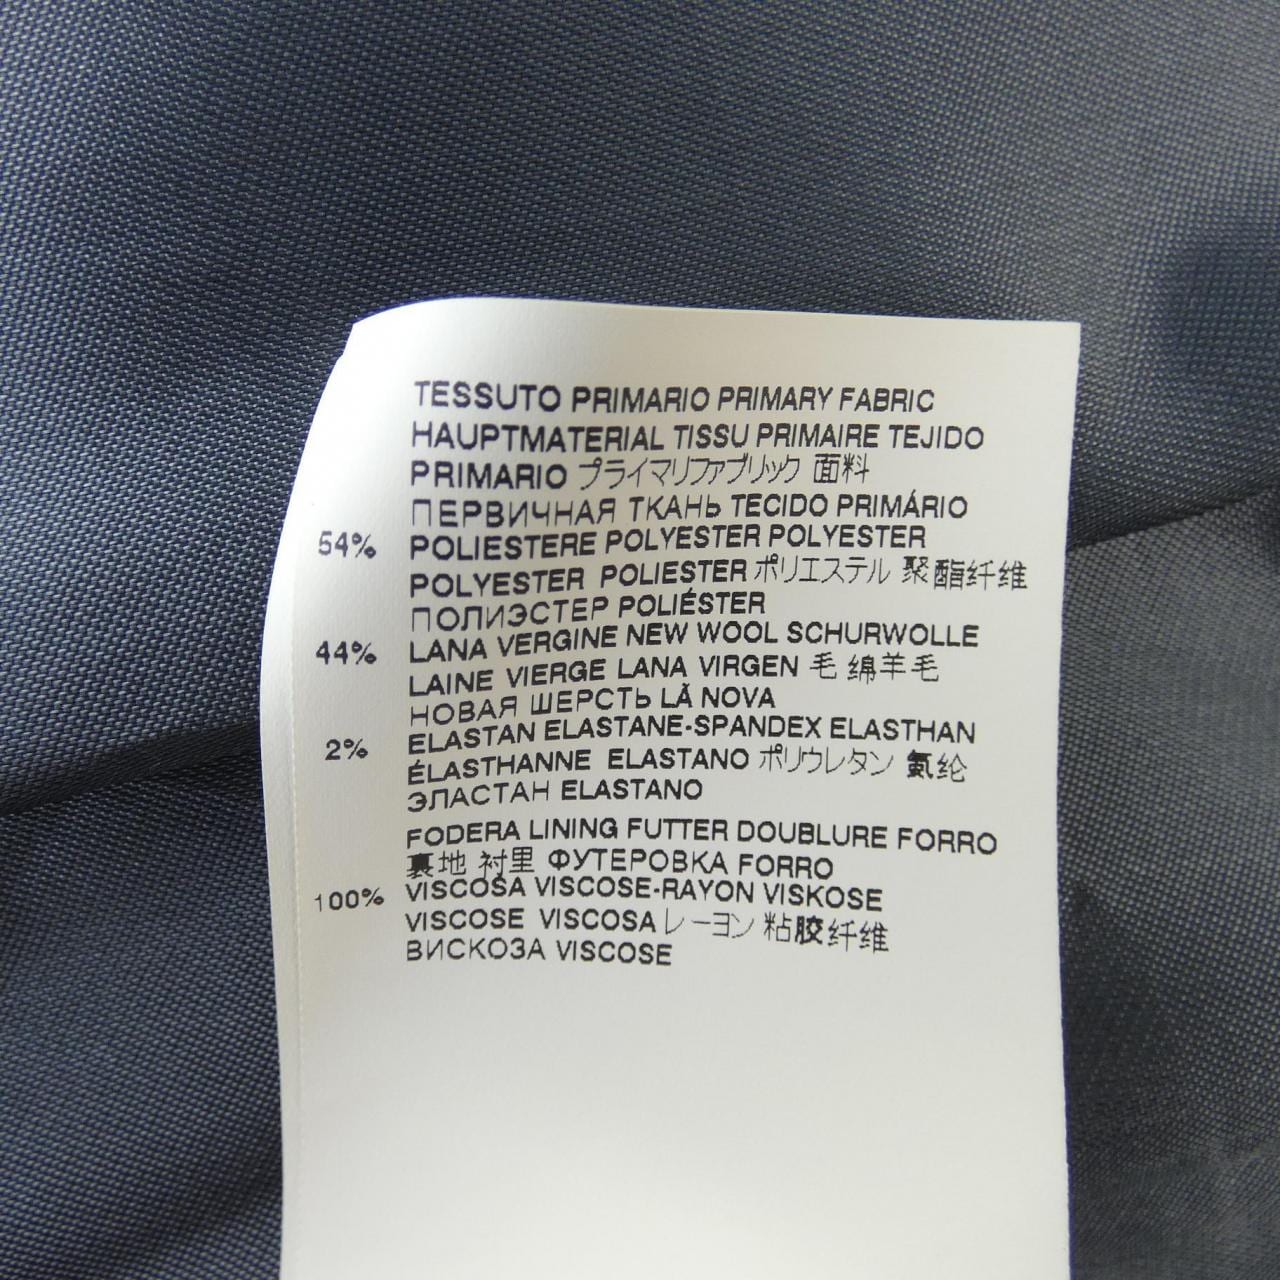 TESSUTO PRIMARIO PRIMARY FABRIC
HAUPTMATERIAL TISSU PRIMAIRE TEJIDO
PRIMARIO プライマリファブリック 面料
ПЕРВИЧНАЯ ТКАНЬ TECIDO PRIMÁRIO
54% POLIESTERE POLYESTER POLYESTER
POLYESTER POLIESTER ポリエステル 聚酯纤维
ПОЛИЭСТЕР POLIÉSTER
44% LANA VERGINE NEW WOOL SCHURWOLLE
LAINE VIERGE LANA VIRGEN 毛 绵羊毛
НОВАЯ ШЕРСТЬ LÃ NOVA
2% ELASTAN ELASTANE-SPANDEX ELASTHAN
ÉLASTHANNE ELASTANO ポリウレタン 氨纶
ЭЛАСТАН ELASTANO
FODERA LINING FUTTER DOUBLURE FORRO
裏地 衬里 ФУТЕРОВКА FORRO
100% VISCOSA VISCOSE-RAYON VISKOSE
VISCOSE VISCOSA レーヨン 粘胶纤维
ВИСКОЗА VISCOSE